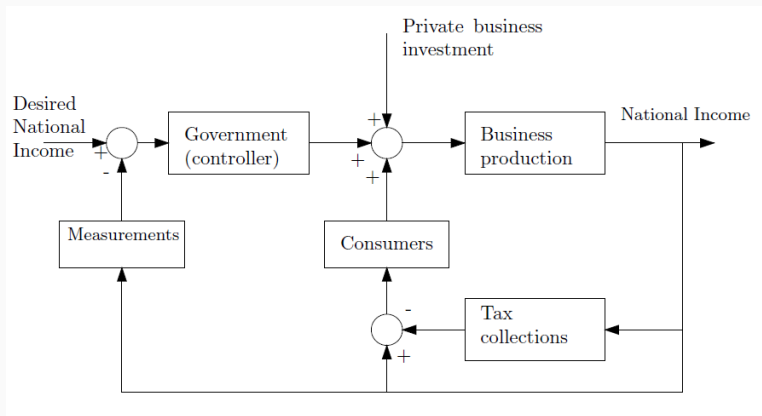 Private business
investment
Desired
National
Income
+
-
Government
(controller)
+
+
+
Business
production
National Income
Measurements
Consumers
-
+
Tax
collections